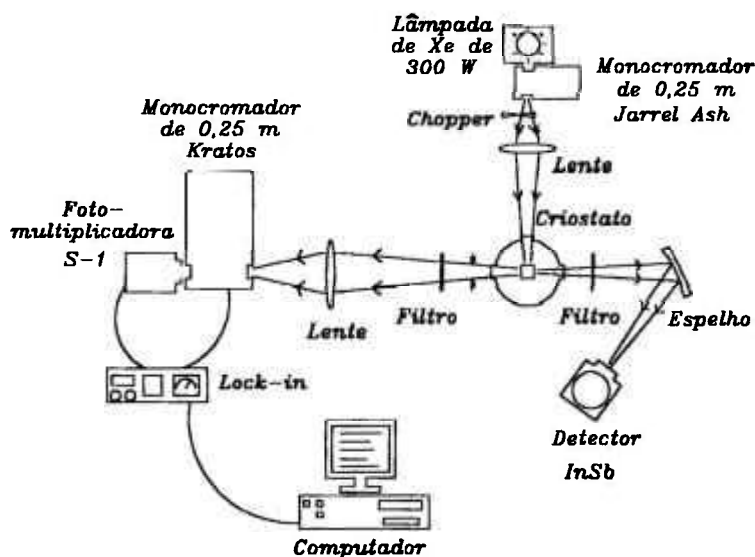 Lâmpada
de Xe de
300 W
Monocromador
de 0,25 m
Jarrel Ash
Chopper
Lente
Criostato
Monocromador
de 0,25 m
Kratos
Foto-
multiplicadora
S-1
Lente
Filtro
Filtro
Espelho
Lock-in
Detector
InSb
Computador